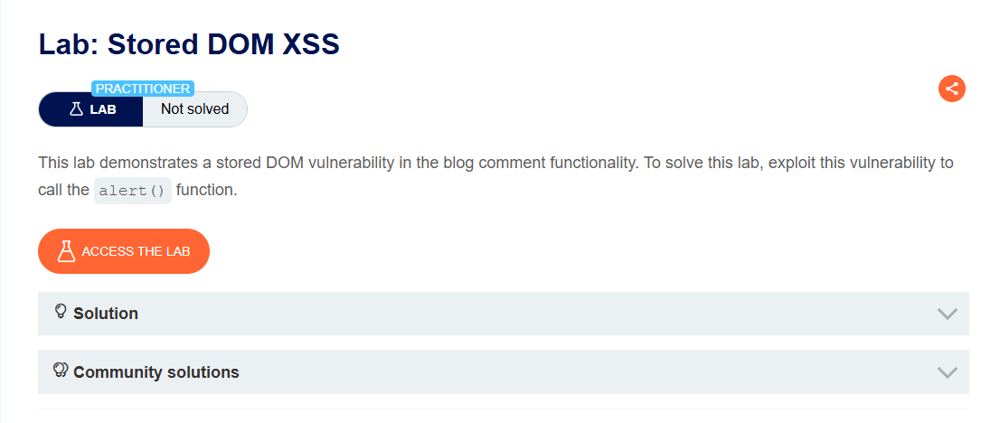 Lab: Stored DOM XSS
PRACTITIONER
LAB Not solved
This lab demonstrates a stored DOM vulnerability in the blog comment functionality. To solve this lab, exploit this vulnerability to
call the alert() function.
ACCESS THE LAB
Solution
Community solutions